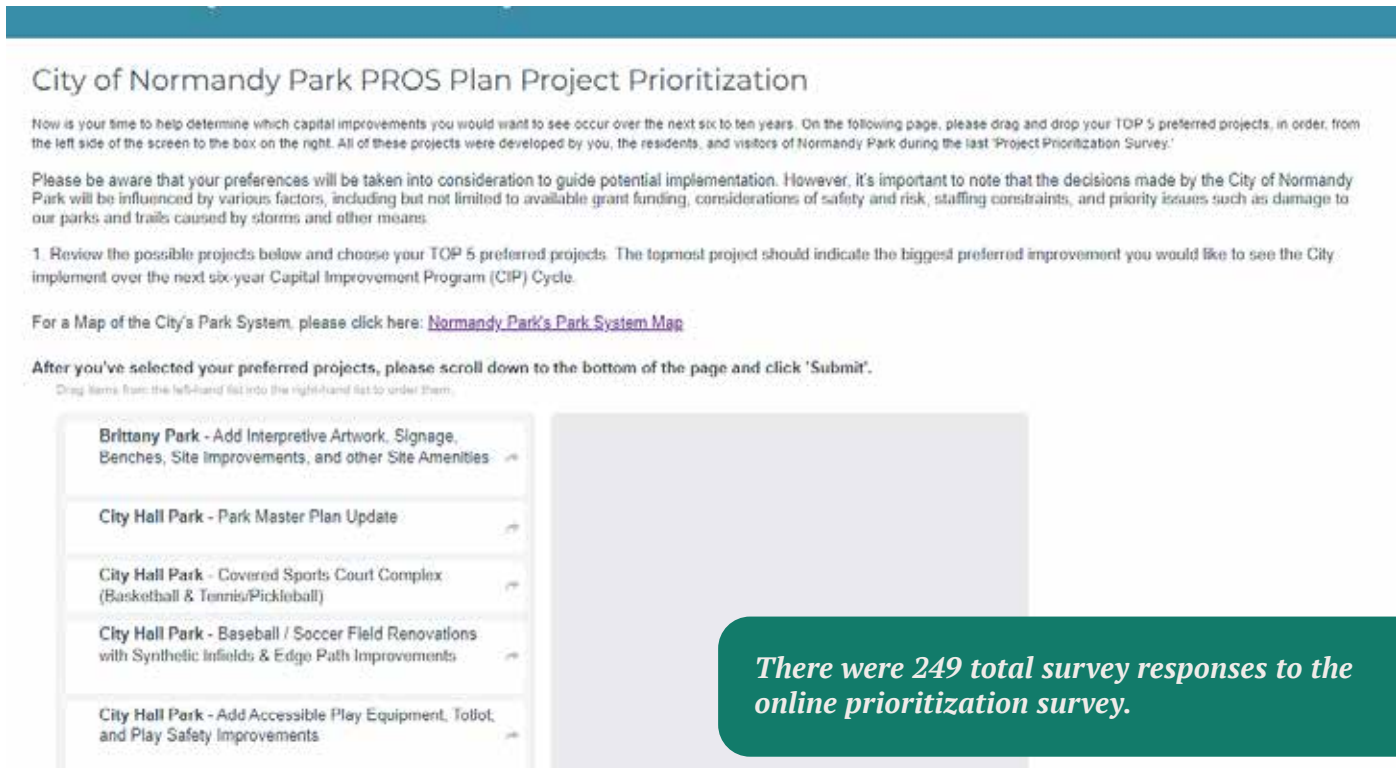 City of Normandy Park PROS Plan Project Prioritization
Now is your time to help determine which capital improvements you would want to see occur over the next six to ten years. On the following page, please drag and drop your TOP 5 preferred projects, in order, from
the left side of the screen to the box on the right. All of these projects were developed by you, the residents, and visitors of Normandy Park during the last 'Project Prioritization Survey.'
Please be aware that your preferences will be taken into consideration to guide potential implementation. However, it's important to note that the decisions made by the City of Normandy
Park will be influenced by various factors, including but not limited to available grant funding, considerations of safety and risk, staffing constraints, and priority issues such as damage to
our parks and trails caused by storms and other means.
1. Review the possible projects below and choose your TOP 5 preferred projects. The topmost project should indicate the biggest preferred improvement you would like to see the City
implement over the next six-year Capital Improvement Program (CIP) Cycle.
For a Map of the City's Park System, please click here: Normandy Park's Park System Map
After you've selected your preferred projects, please scroll down to the bottom of the page and click 'Submit'.
Drag items from the left-hand list into the right-hand list to order them.
Brittany Park - Add Interpretive Artwork, Signage,
Benches, Site Improvements, and other Site Amenities
City Hall Park - Park Master Plan Update
City Hall Park - Covered Sports Court Complex
(Basketball & Tennis/Pickleball)
City Hall Park - Baseball / Soccer Field Renovations
with Synthetic Infields & Edge Path Improvements
City Hall Park - Add Accessible Play Equipment, Totlot,
and Play Safety Improvements
There were 249 total survey responses to the
online prioritization survey.